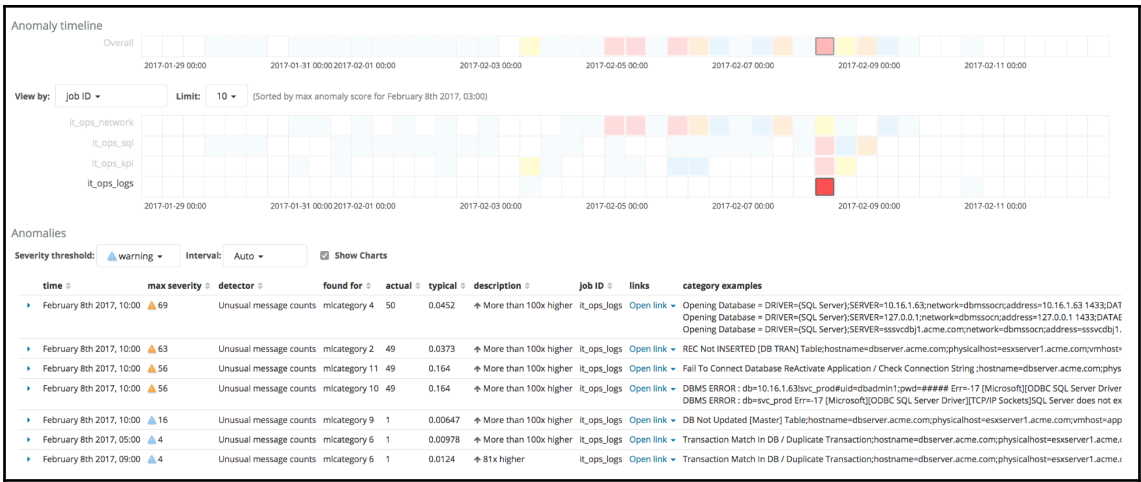 Anomaly timeline
Overall
2017-01-29 00:00 2017-01-31 00:00 2017-02-01 00:00 2017-02-03 00:00 2017-02-05 00:00 2017-02-07 00:00 2017-02-09 00:00 2017-02-11 00:00
View by: job ID Limit: 10 (Sorted by max anomaly score for February 8th 2017, 03:00)
it_ops_network
it_ops_sql
it_ops_kpi
it_ops_logs
2017-01-29 00:00 2017-01-31 00:00 2017-02-01 00:00 2017-02-03 00:00 2017-02-05 00:00 2017-02-07 00:00 2017-02-09 00:00 2017-02-11 00:00
Anomalies
Severity threshold: warning Interval: Auto Show Charts
time max severity detector found for actual typical description job ID links category examples
February 8th 2017, 10:00 69 Unusual message counts mlcategory 4 50 0.0452 More than 100x higher it_ops_logs Open link Opening Database = DRIVER={SQL Server};SERVER=10.16.1.63;network=dbmssocn;address=10.16.1.63 1433;DAT
Opening Database = DRIVER={SQL Server};SERVER=127.0.0.1;network=dbmssocn;address=127.0.0.1 1433;DATAE
Opening Database = DRIVER={SQL Server};SERVER=sssvcdbj1.acme.com;network=dbmssocn;address=sssvcdbj1.
February 8th 2017, 10:00 63 Unusual message counts mlcategory 2 49 0.0373 More than 100x higher it_ops_logs Open link REC Not INSERTED [DB TRAN] Table;hostname=dbserver.acme.com;physicalhost=esxserver1.acme.com;vmhost=
February 8th 2017, 10:00 56 Unusual message counts mlcategory 11 49 0.164 More than 100x higher it_ops_logs Open link Fail To Connect Database ReActivate Application / Check Connection String ;hostname=dbserver.acme.com;phys
February 8th 2017, 10:00 56 Unusual message counts mlcategory 10 49 0.164 More than 100x higher it_ops_logs Open link DBMS ERROR : db=10.16.1.63!svc_prod#uid=dbadmin1;pwd=##### Err=-17 [Microsoft][ODBC SQL Server Driver
DBMS ERROR : db=svc_prod Err=-17 [Microsoft][ODBC SQL Server Driver][TCP/IP Sockets]SQL Server does not ex
February 8th 2017, 10:00 16 Unusual message counts mlcategory 9 1 0.00647 More than 100x higher it_ops_logs Open link DB Not Updated [Master] Table;hostname=dbserver.acme.com;physicalhost=esxserver1.acme.com;vmhost=app
February 8th 2017, 05:00 4 Unusual message counts mlcategory 6 1 0.00978 More than 100x higher it_ops_logs Open link Transaction Match In DB / Duplicate Transaction;hostname=dbserver.acme.com;physicalhost=esxserver1.acme.c
February 8th 2017, 09:00 4 Unusual message counts mlcategory 6 1 0.0124 81x higher it_ops_logs Open link Transaction Match In DB / Duplicate Transaction;hostname=dbserver.acme.com;physicalhost=esxserver1.acme.c